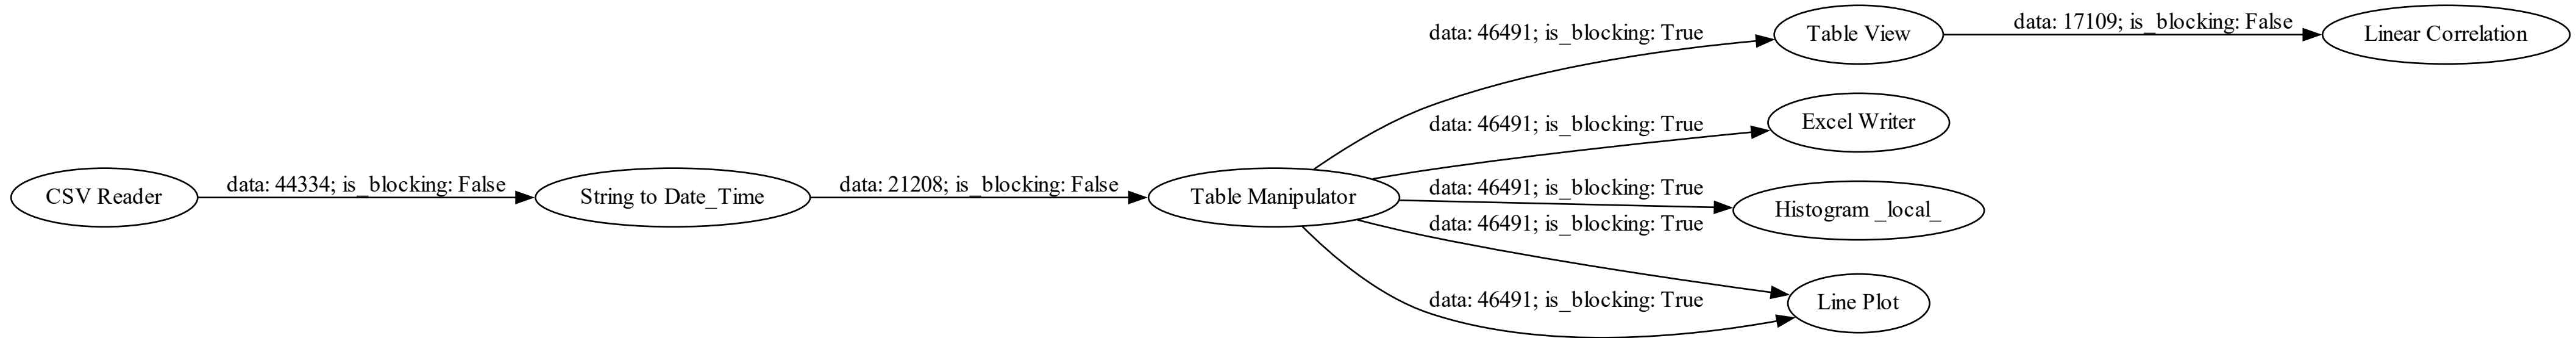 data: 46491; is_blocking: True
Table View
data: 17109; is_blocking: False
Linear Correlation
data: 46491; is_blocking: True
Excel Writer
CSV Reader
data: 44334; is_blocking: False
String to Date_Time
data: 21208; is_blocking: False
Table Manipulator
data: 46491; is_blocking: True
Histogram _local_
data: 46491; is_blocking: True
data: 46491; is_blocking: True
Line Plot